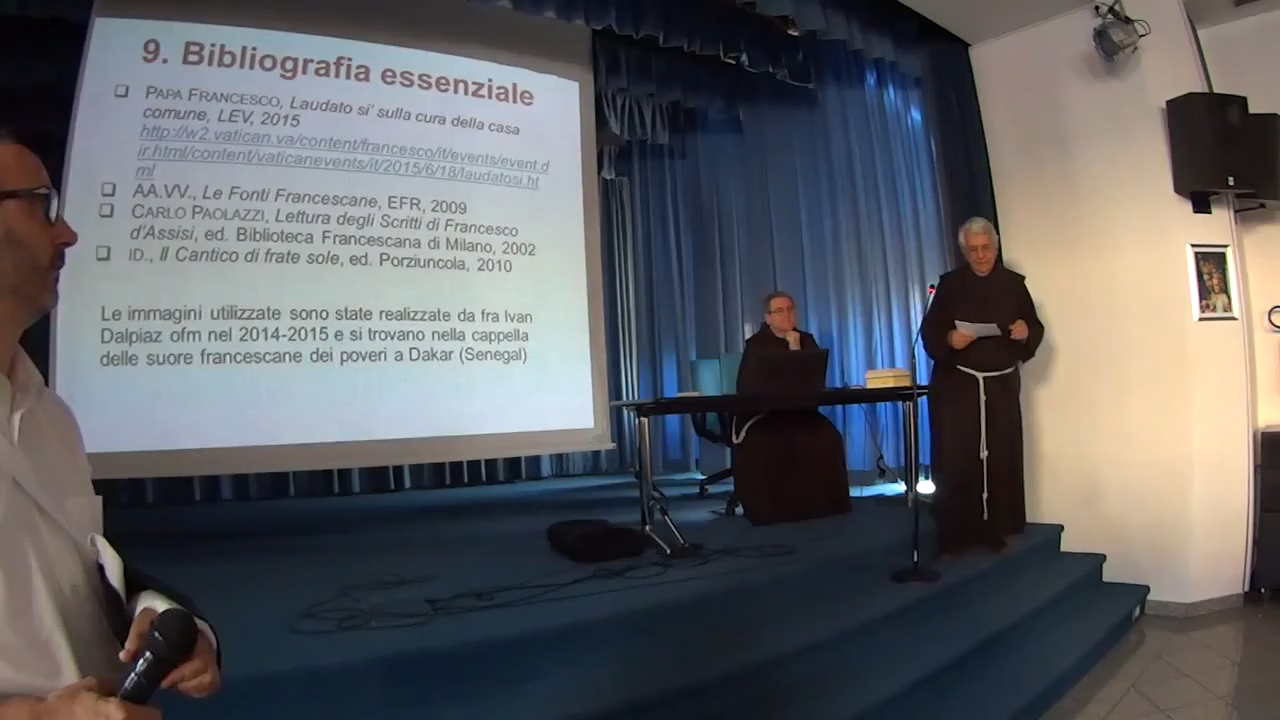 9. Bibliografia essenziale
❑ PAPA FRANCESCO, Laudato si' sulla cura della casa
comune, LEV, 2015
http://w2.vatican.va/content/francesco/it/events/event.d
ir.html/content/vaticanevents/it/2015/6/18/laudatosi.ht
ml
❑ AA.VV., Le Fonti Francescane, EFR, 2009
❑ CARLO PAOLAZZI, Lettura degli Scritti di Francesco
d'Assisi, ed. Biblioteca Francescana di Milano, 2002
❑ ID., Il Cantico di frate sole, ed. Porziuncola, 2010
Le immagini utilizzate sono state realizzate da fra Ivan
Dalpiaz ofm nel 2014-2015 e si trovano nella cappella
delle suore francescane dei poveri a Dakar (Senegal)